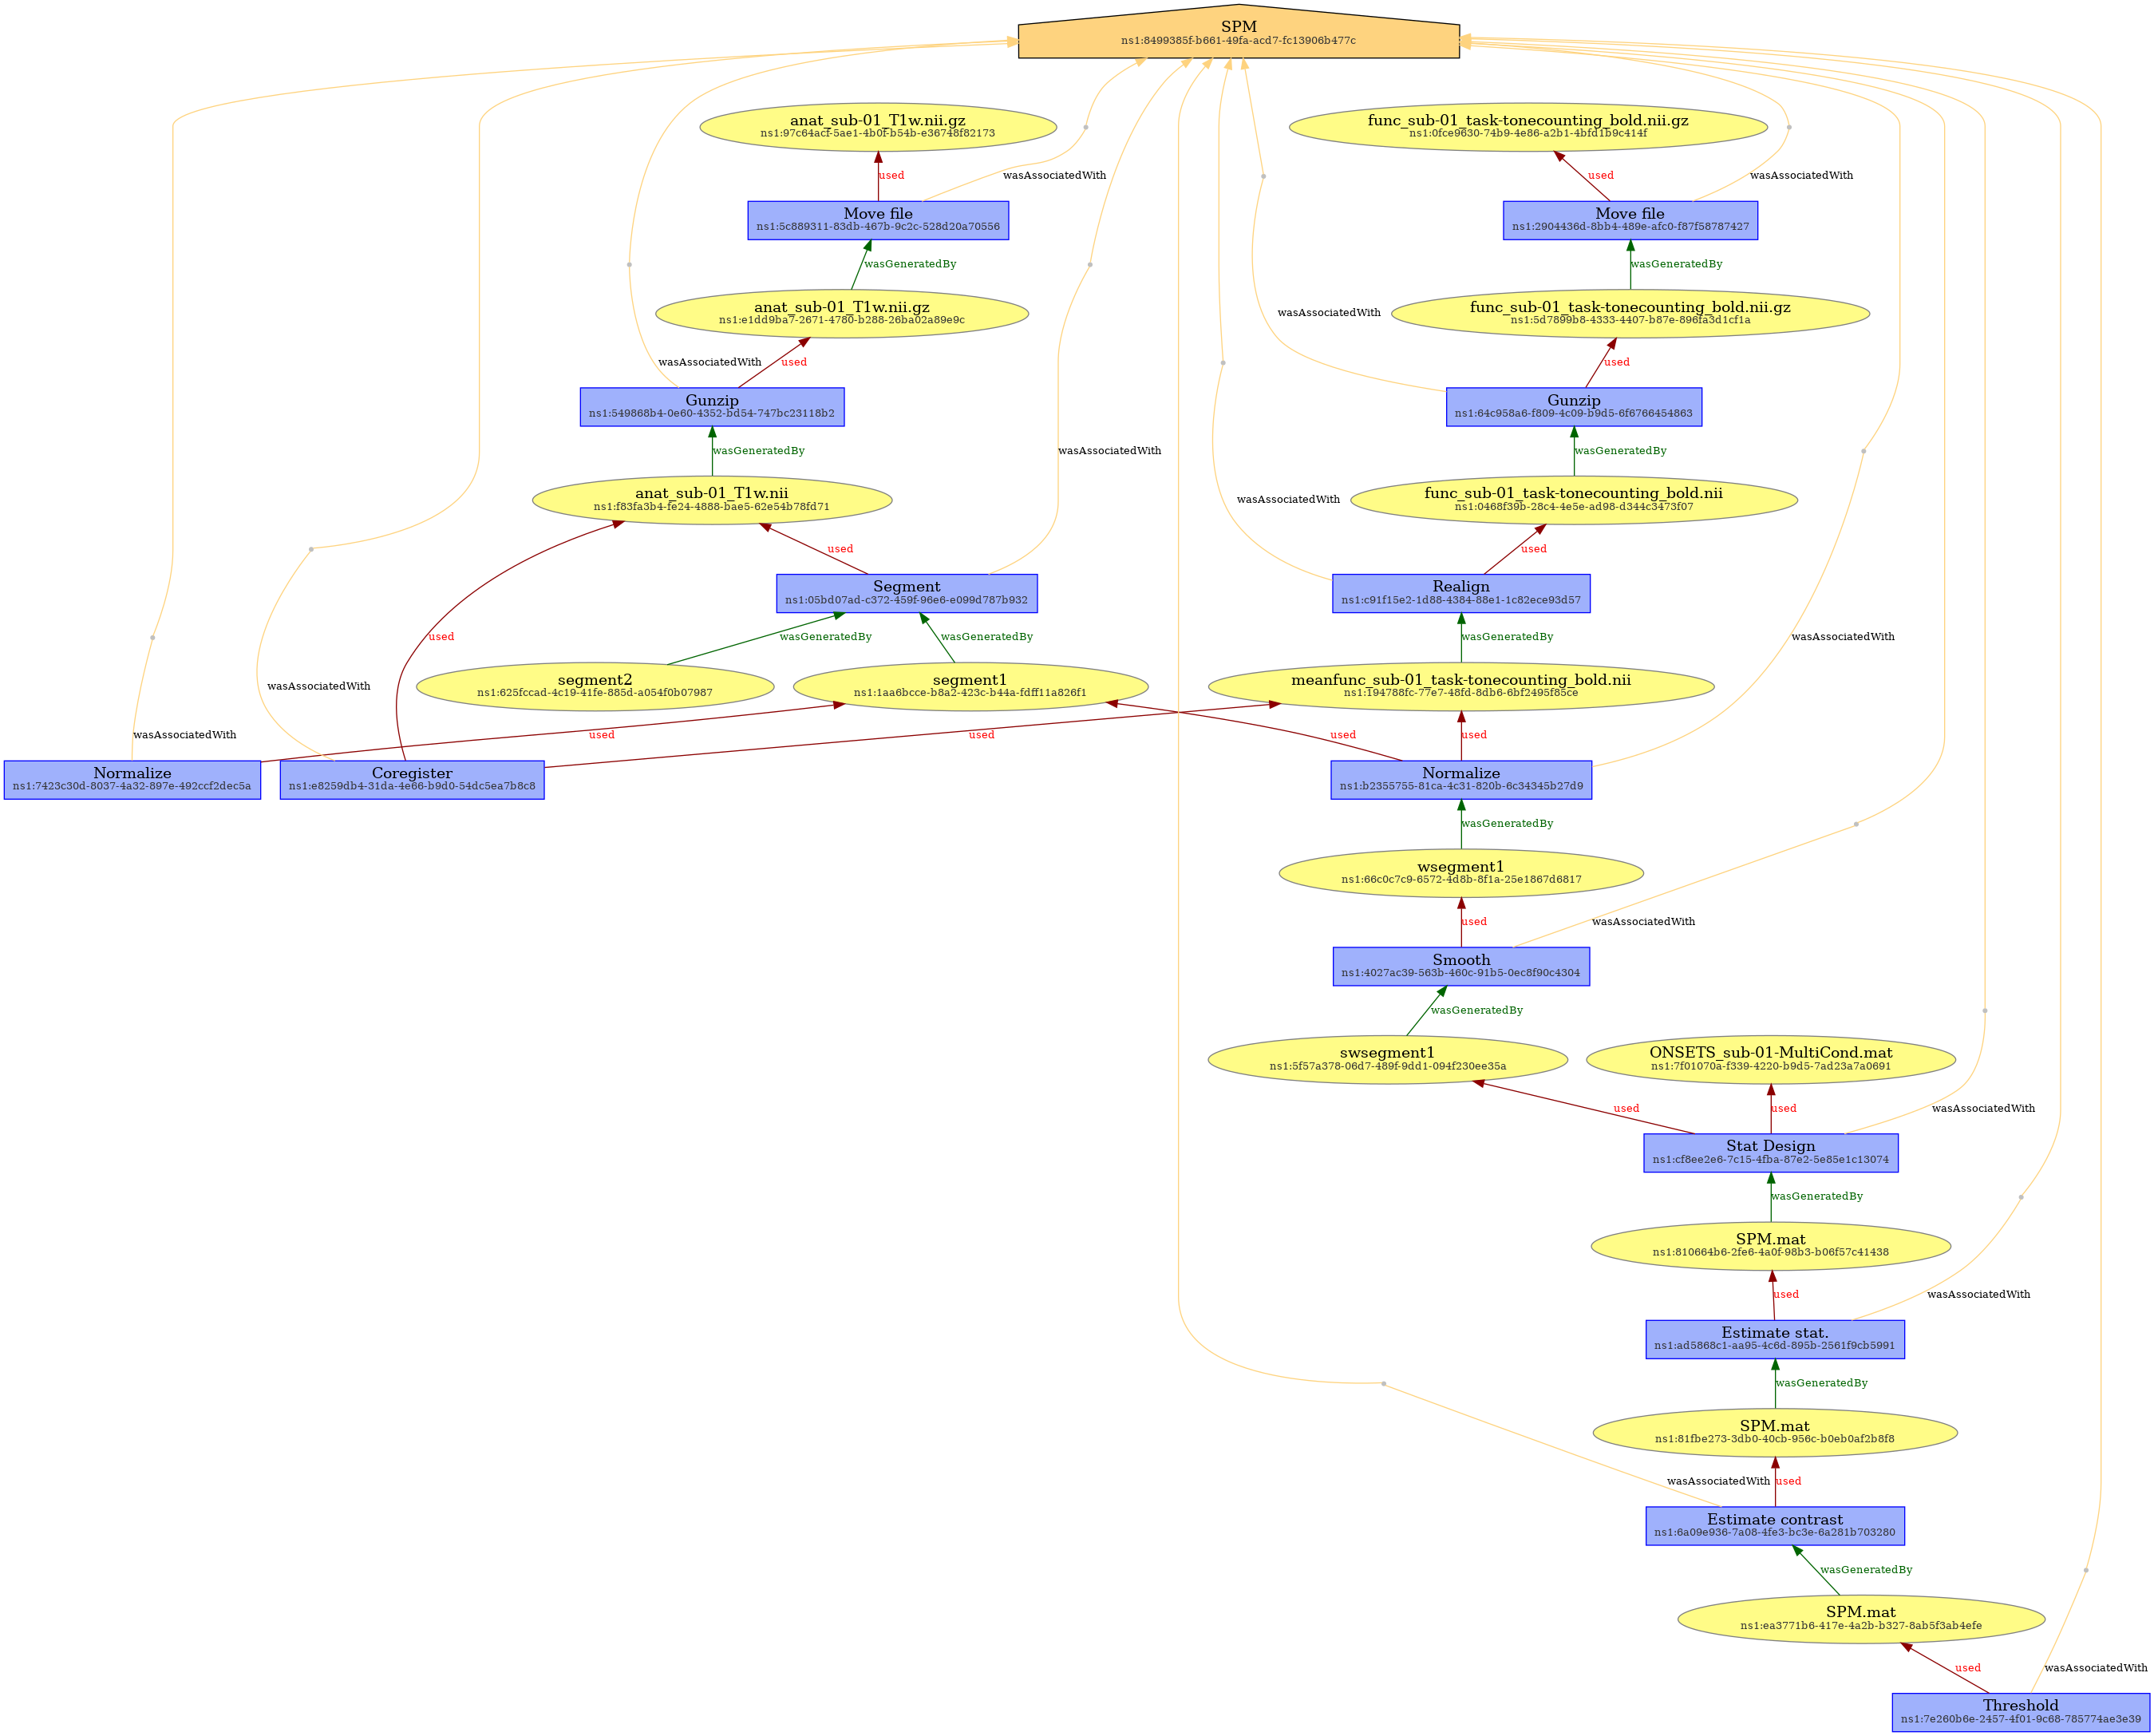 SPM
ns1:8499385f-b661-49fa-acd7-fc13906b477c
anat_sub-01_T1w.nii.gz
ns1:97c64acf-5ae1-4b0f-b54b-e36748f82173
func_sub-01_task-tonecounting_bold.nii.gz
ns1:0fce9630-74b9-4e86-a2b1-4bfd1b9c414f
used
wasAssociatedWith
used
wasAssociatedWith
Move file
ns1:5c889311-83db-467b-9c2c-528d20a70556
Move file
ns1:2904436d-8bb4-489e-afc0-f87f58787427
wasGeneratedBy
wasGeneratedBy
anat_sub-01_T1w.nii.gz
ns1:e1dd9ba7-2671-4780-b288-26ba02a89e9c
wasAssociatedWith
func_sub-01_task-tonecounting_bold.nii.gz
ns1:5d7899b8-4333-4407-b87e-896fa3d1cf1a
wasAssociatedWith
used
used
Gunzip
ns1:549868b4-0e60-4352-bd54-747bc23118b2
Gunzip
ns1:64c958a6-f809-4c09-b9d5-6f6766454863
wasGeneratedBy
wasAssociatedWith
wasGeneratedBy
anat_sub-01_T1w.nii
ns1:f83fa3b4-fe24-4888-bae5-62e54b78fd71
wasAssociatedWith
func_sub-01_task-tonecounting_bold.nii
ns1:0468f39b-28c4-4e5e-ad98-d344c3473f07
used
used
Segment
ns1:05bd07ad-c372-459f-96e6-e099d787b932
Realign
ns1:c91f15e2-1d88-4384-88e1-1c82ece93d57
used
wasGeneratedBy
wasGeneratedBy
wasGeneratedBy
wasAssociatedWith
wasAssociatedWith
segment2
ns1:625fccad-4c19-41fe-885d-a054f0b07987
segment1
ns1:1aa6bcce-b8a2-423c-b44a-fdff11a826f1
meanfunc_sub-01_task-tonecounting_bold.nii
ns1:194788fc-77e7-48fd-8db6-6bf2495f85ce
wasAssociatedWith
used
used
used
used
Normalize
ns1:7423c30d-8037-4a32-897e-492ccf2dec5a
Coregister
ns1:e8259db4-31da-4e66-b9d0-54dc5ea7b8c8
Normalize
ns1:b2355755-81ca-4c31-820b-6c34345b27d9
wasGeneratedBy
wsegment1
ns1:66c0c7c9-6572-4d8b-8f1a-25e1867d6817
used
wasAssociatedWith
Smooth
ns1:4027ac39-563b-460c-91b5-0ec8f90c4304
wasGeneratedBy
swsegment1
ns1:5f57a378-06d7-489f-9dd1-094f230ee35a
ONSETS_sub-01-MultiCond.mat
ns1:7f01070a-f339-4220-b9d5-7ad23a7a0691
used
used
wasAssociatedWith
Stat Design
ns1:cf8ee2e6-7c15-4fba-87e2-5e85e1c13074
wasGeneratedBy
SPM.mat
ns1:810664b6-2fe6-4a0f-98b3-b06f57c41438
used
wasAssociatedWith
Estimate stat.
ns1:ad5868c1-aa95-4c6d-895b-2561f9cb5991
wasGeneratedBy
SPM.mat
ns1:81fbe273-3db0-40cb-956c-b0eb0af2b8f8
wasAssociatedWith
used
Estimate contrast
ns1:6a09e936-7a08-4fe3-bc3e-6a281b703280
wasGeneratedBy
SPM.mat
ns1:ea3771b6-417e-4a2b-b327-8ab5f3ab4efe
used
wasAssociatedWith
Threshold
ns1:7e260b6e-2457-4f01-9c68-785774ae3e39